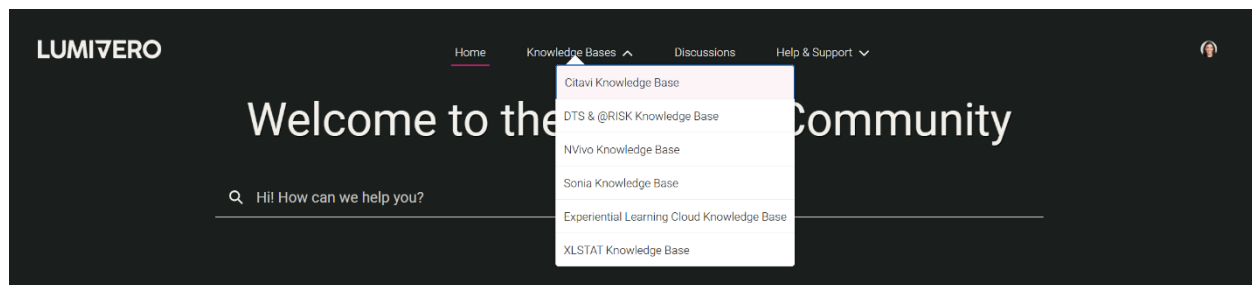 LUMIVERO
Home Knowledge Bases Discussions Help & Support
Citavi Knowledge Base
DTS & @RISK Knowledge Base
Welcome to the Community
NVivo Knowledge Base
Sonia Knowledge Base
Hi! How can we help you?
Experiential Learning Cloud Knowledge Base
XLSTAT Knowledge Base